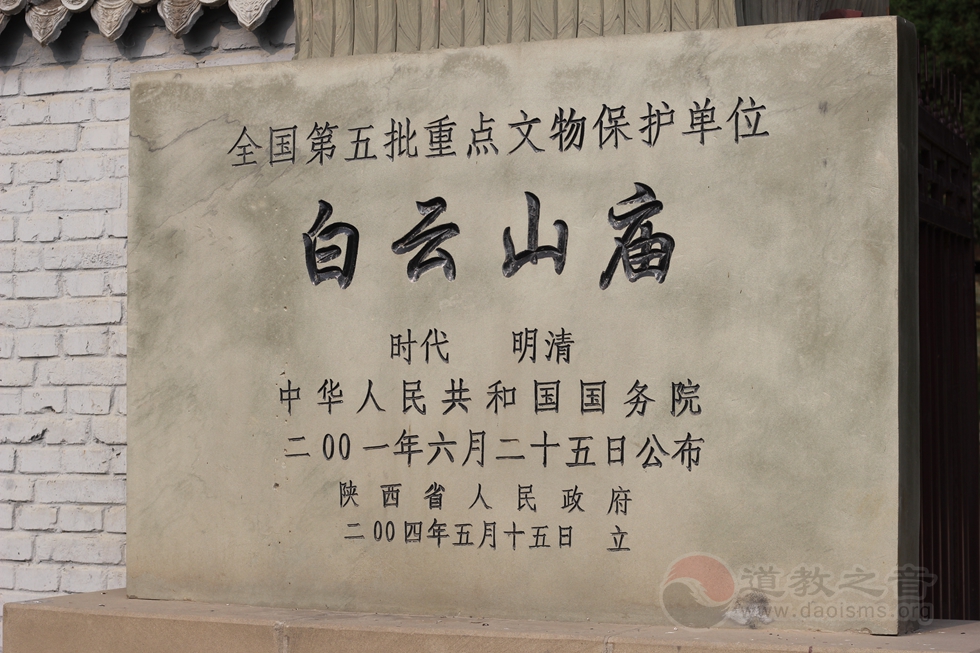 全国第五批重点文物保护单位
白云山庙
时代 明清
中华人民共和国国务院
二00一年六月二十五日公布
陕西省人民政府
二00四年五月十五日 立
道教之音
www.daoisms.org